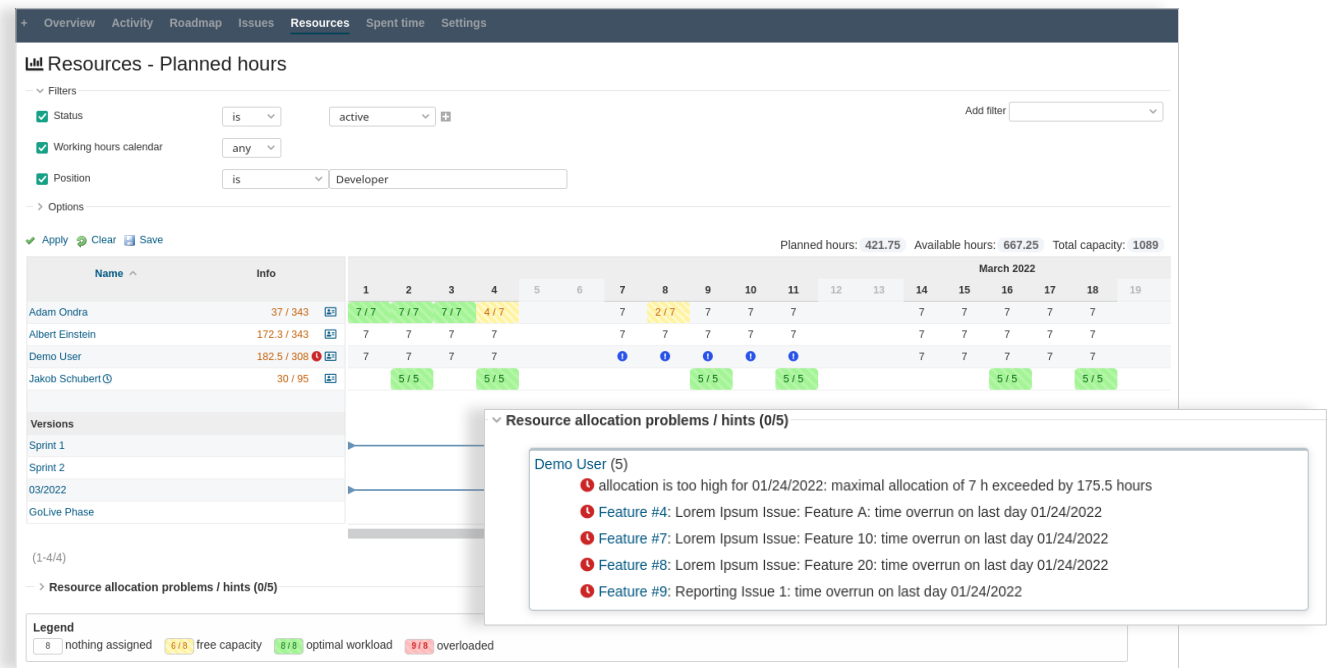 + Overview Activity Roadmap Issues Resources Spent time Settings
Resources - Planned hours
Filters
Status is active Add filter
Working hours calendar any
Position is Developer
Options
Apply Clear Save
Planned hours: 421.75 Available hours: 667.25 Total capacity: 1089
Name Info March 2022
1 2 3 4 5 6 7 8 9 10 11 12 13 14 15 16 17 18 19
Adam Ondra 37 / 343 7 / 7 7 / 7 7 / 7 4 / 7 7 2 / 7 7 7 7 7 7 7 7 7
Albert Einstein 172.3 / 343 7 7 7 7 7 7 7 7 7 7 7 7 7 7
Demo User 182.5 / 308 7 7 7 7 7 7 7 7 7
Jakob Schubert 30 / 95 5 / 5 5 / 5 5 / 5 5 / 5 5 / 5 5 / 5
Versions
Sprint 1
Sprint 2
03/2022
GoLive Phase
(1-4/4)
Resource allocation problems / hints (0/5)
Legend
8 nothing assigned 6 / 8 free capacity 8 / 8 optimal workload 9 / 8 overloaded
Resource allocation problems / hints (0/5)
Demo User (5)
allocation is too high for 01/24/2022: maximal allocation of 7 h exceeded by 175.5 hours
Feature #4: Lorem Ipsum Issue: Feature A: time overrun on last day 01/24/2022
Feature #7: Lorem Ipsum Issue: Feature 10: time overrun on last day 01/24/2022
Feature #8: Lorem Ipsum Issue: Feature 20: time overrun on last day 01/24/2022
Feature #9: Reporting Issue 1: time overrun on last day 01/24/2022